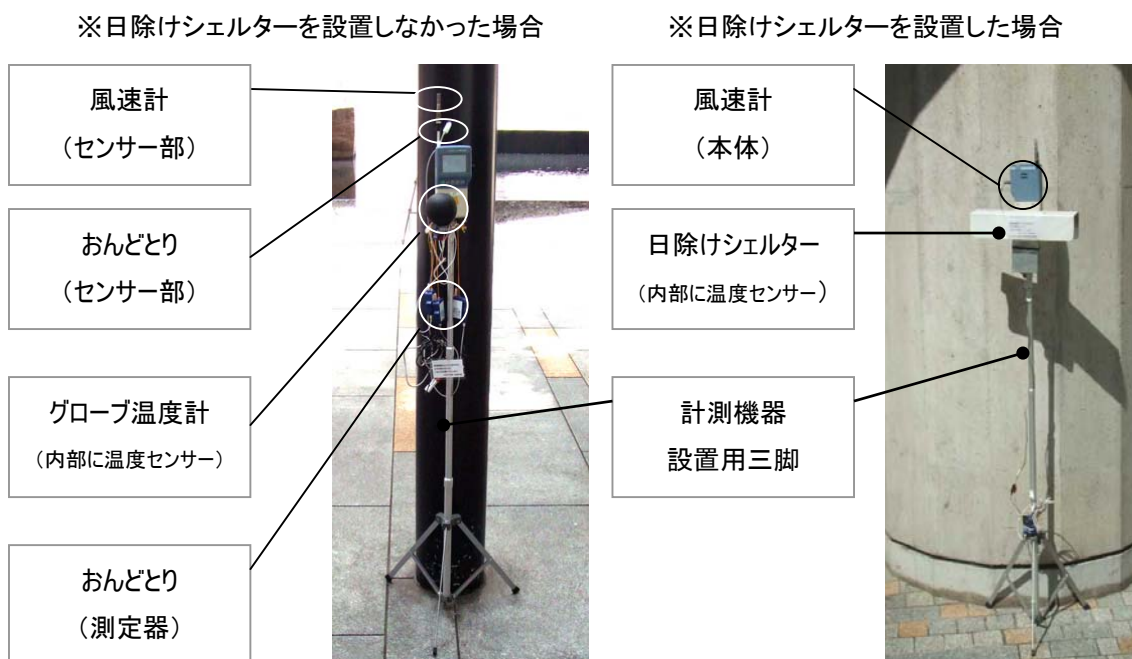 ※日除けシェルターを設置しなかった場合
※日除けシェルターを設置した場合
風速計
（センサー部）
おんどとり
（センサー部）
グローブ温度計
（内部に温度センサー）
おんどとり
（測定器）
風速計
（本体）
日除けシェルター
（内部に温度センサー）
計測機器
設置用三脚